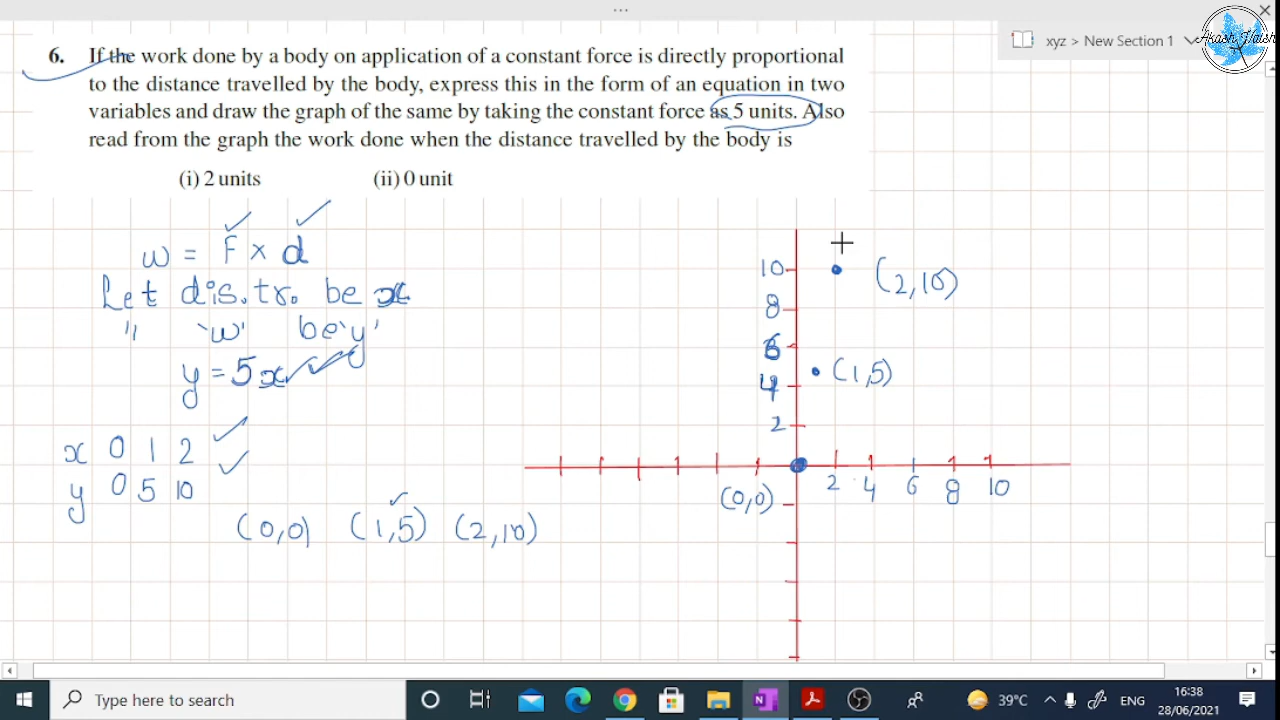 xyz > New Section 1
6. If the work done by a body on application of a constant force is directly proportional
to the distance travelled by the body, express this in the form of an equation in two
variables and draw the graph of the same by taking the constant force as 5 units. Also
read from the graph the work done when the distance travelled by the body is
(i) 2 units (ii) 0 unit
w = F × d
Let dis.tr. be x
" 'w' be 'y'
y = 5x
x 0 1 2
y 0 5 10
(0,0) (1,5) (2,10)
10 (2,10)
8
6
4 (1,5)
2
(0,0) 2 4 6 8 10
Type here to search
39°C
ENG
16:38
28/06/2021